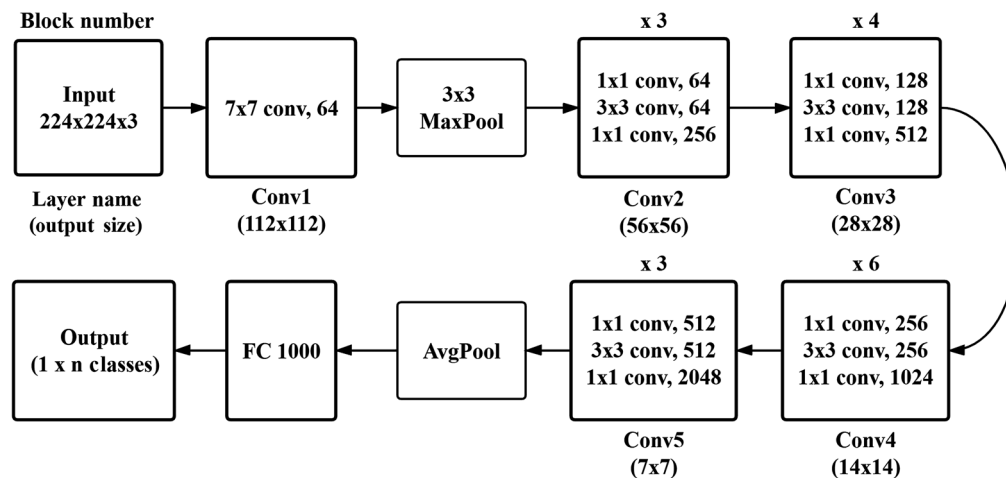 Block number
Input
224x224x3
Layer name
(output size)
7x7 conv, 64
Conv1
(112x112)
3x3
MaxPool
x 3
1x1 conv, 64
3x3 conv, 64
1x1 conv, 256
Conv2
(56x56)
x 4
1x1 conv, 128
3x3 conv, 128
1x1 conv, 512
Conv3
(28x28)
x 6
1x1 conv, 256
3x3 conv, 256
1x1 conv, 1024
Conv4
(14x14)
x 3
1x1 conv, 512
3x3 conv, 512
1x1 conv, 2048
Conv5
(7x7)
AvgPool
FC 1000
Output
(1 x n classes)